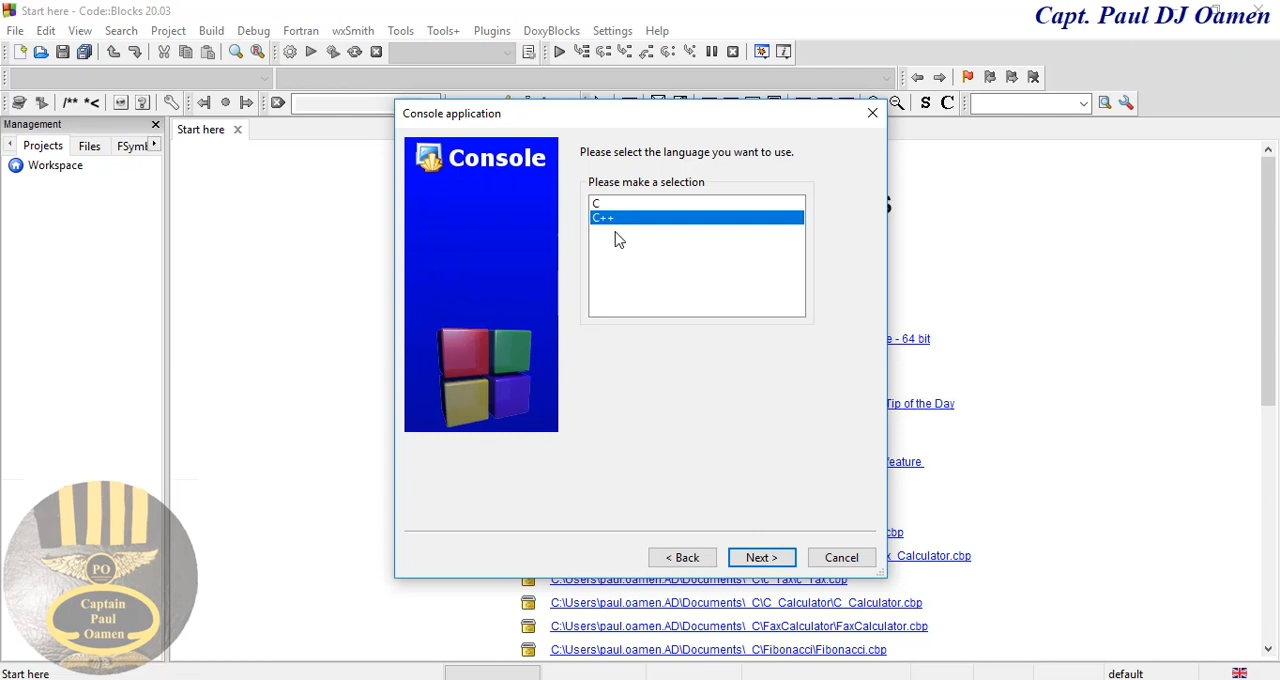 Start here - Code::Blocks 20.03
Capt. Paul DJ Oamen
File Edit View Search Project Build Debug Fortran wxSmith Tools Tools+ Plugins DoxyBlocks Settings Help
/** *< S C
Management
Start here
Projects Files FSymb
Workspace
Console application
Console
Please select the language you want to use.
Please make a selection
C
C++
s
e - 64 bit
Tip of the Day
feature
cbp
x_Calculator.cbp
< Back Next > Cancel
C:\Users\paul.oamen.AD\Documents\_C\c_Tax\c_Tax.cbp
C:\Users\paul.oamen.AD\Documents\_C\C_Calculator\C_Calculator.cbp
C:\Users\paul.oamen.AD\Documents\_C\FaxCalculator\FaxCalculator.cbp
C:\Users\paul.oamen.AD\Documents\_C\Fibonacci\Fibonacci.cbp
PO
Captain
Paul
Oamen
Start here
default